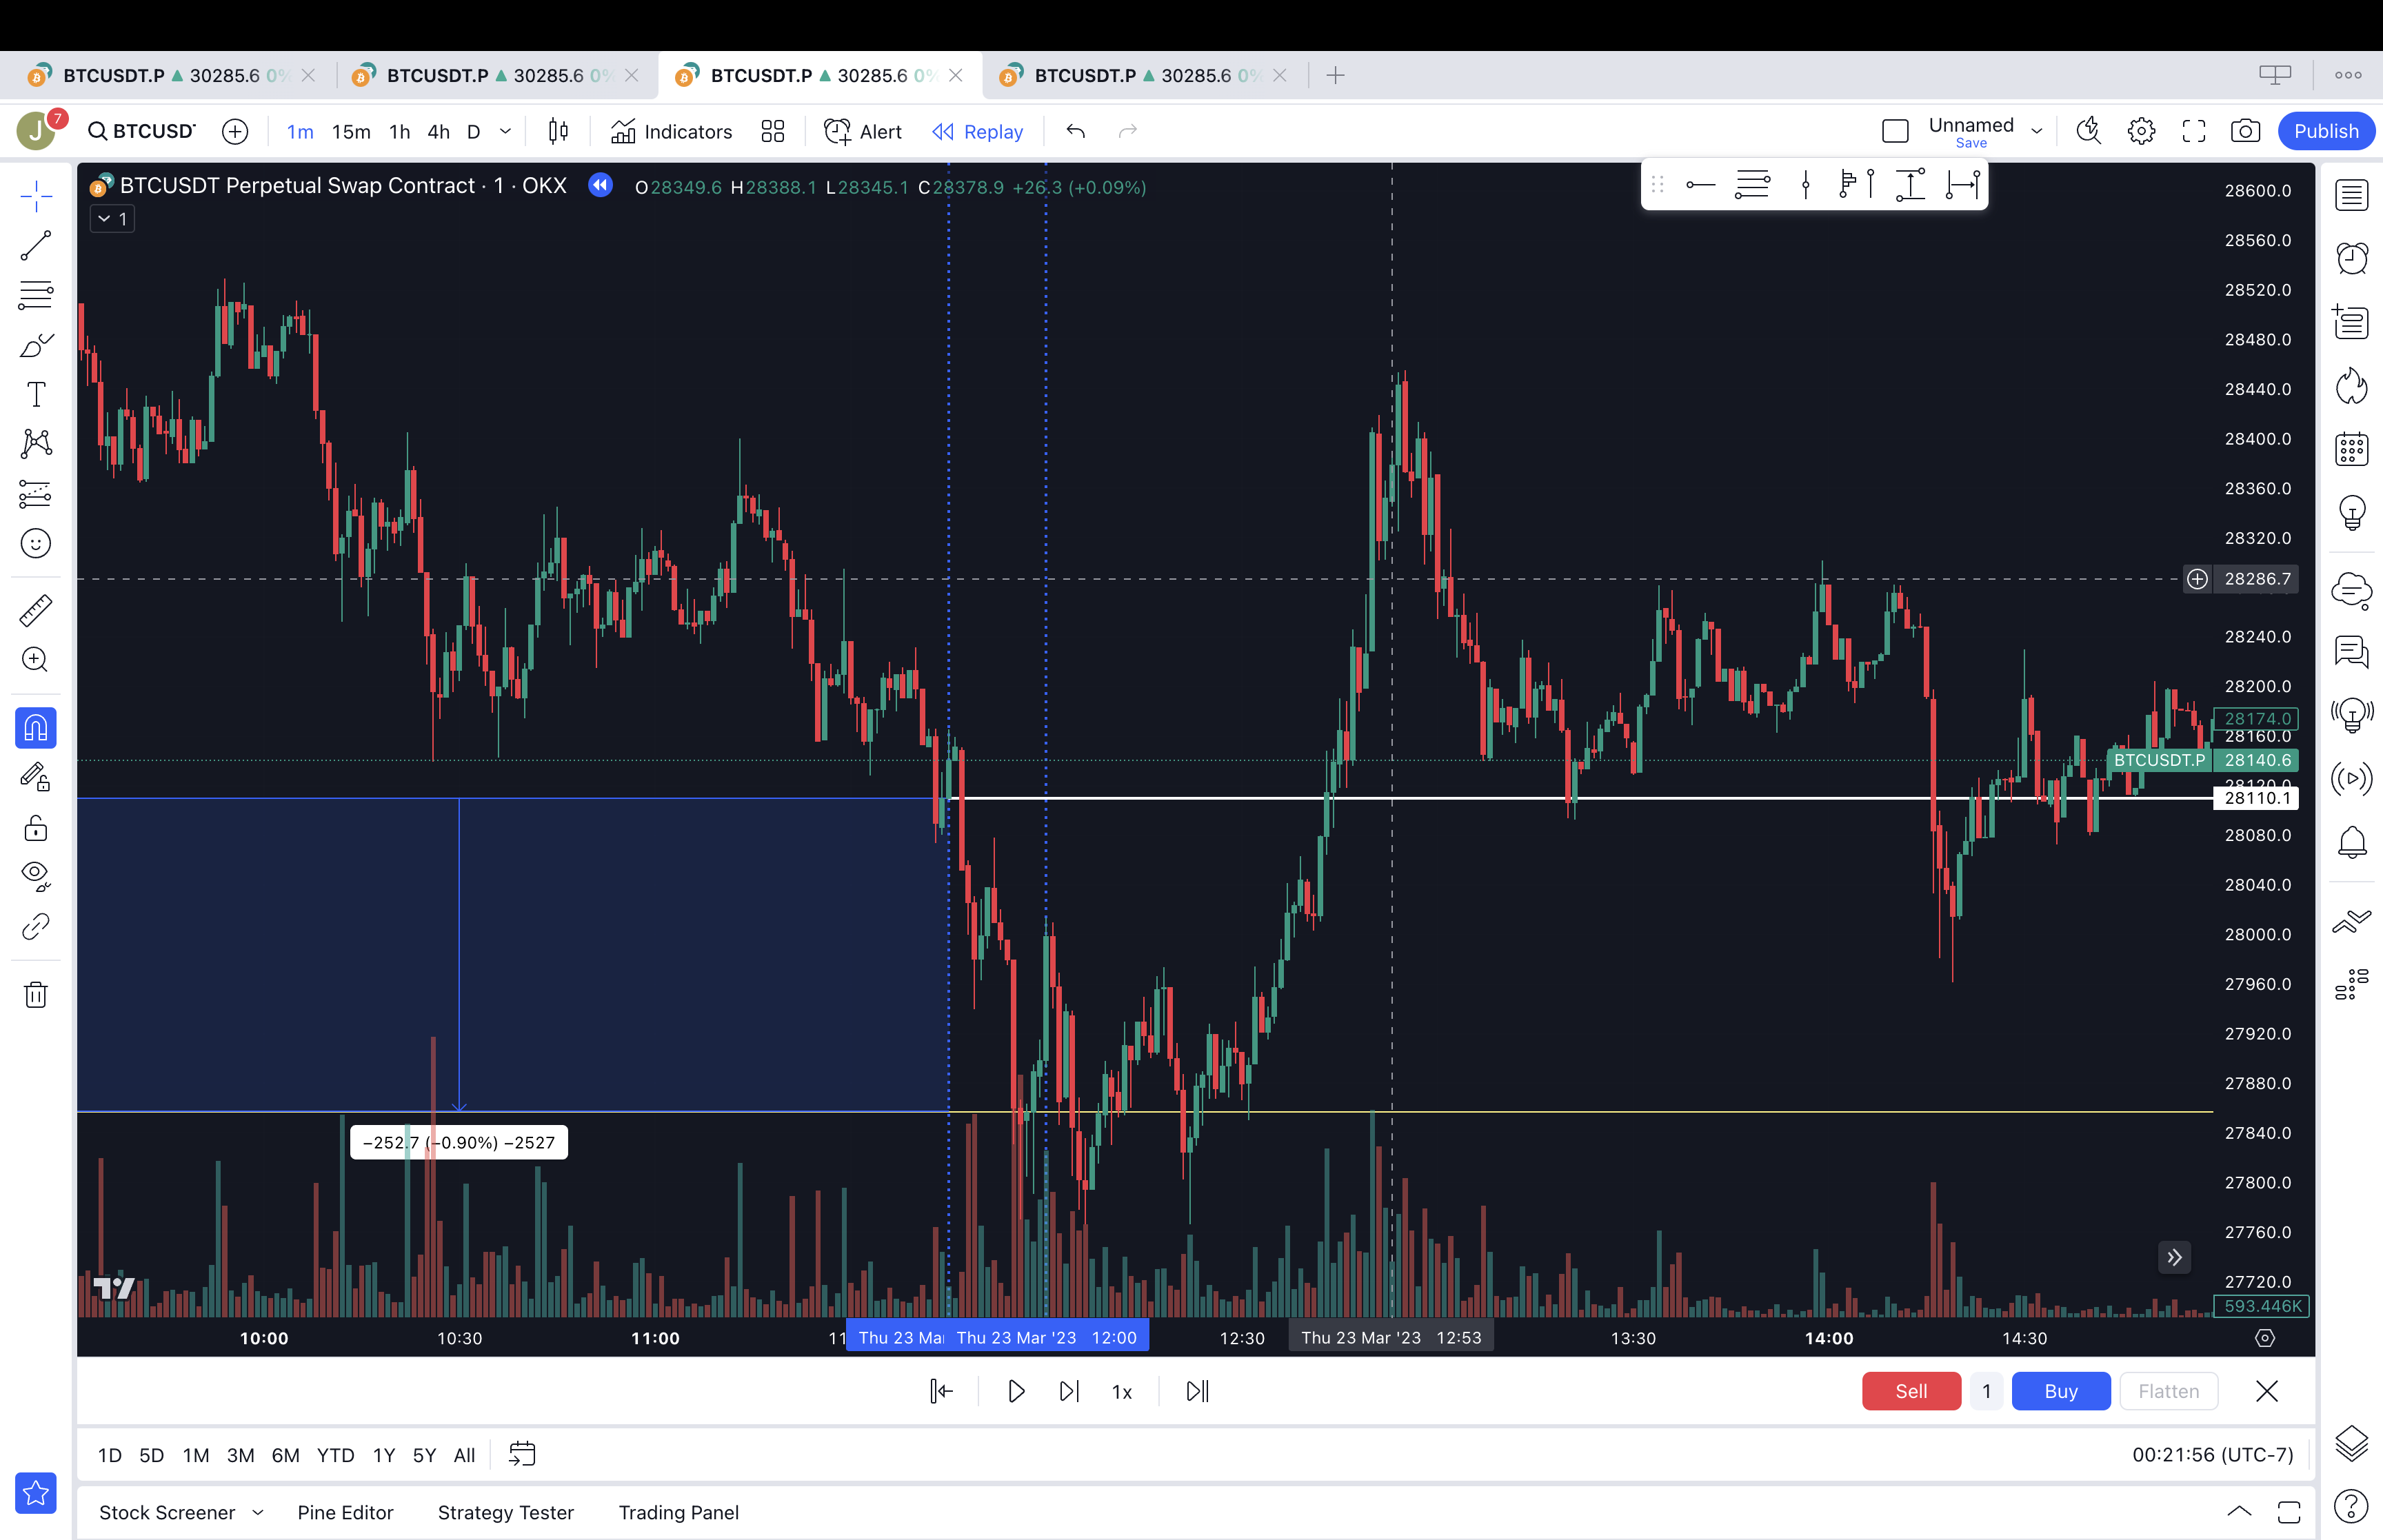 BTCUSDT.P ▲ 30285.6 0% BTCUSDT.P ▲ 30285.6 0% BTCUSDT.P ▲ 30285.6 0% BTCUSDT.P ▲ 30285.6 0%
J 7 BTCUSD 1m 15m 1h 4h D Indicators Alert Replay Unnamed Publish
Save
BTCUSDT Perpetual Swap Contract · 1 · OKX O28349.6 H28388.1 L28345.1 C28378.9 +26.3 (+0.09%)
1
28600.0
28560.0
28520.0
28480.0
28440.0
28400.0
28360.0
28320.0
28286.7
28240.0
28200.0
28174.0
28160.0
BTCUSDT.P 28140.6
28120.0
28110.1
28080.0
28040.0
28000.0
27960.0
27920.0
27880.0
27840.0
−252.7 (−0.90%) −2527
27800.0
27760.0
27720.0
593.446K
10:00 10:30 11:00 11 Thu 23 Mar Thu 23 Mar '23 12:00 12:30 Thu 23 Mar '23 12:53 13:30 14:00 14:30
1x Sell 1 Buy Flatten
1D 5D 1M 3M 6M YTD 1Y 5Y All 00:21:56 (UTC-7)
Stock Screener Pine Editor Strategy Tester Trading Panel